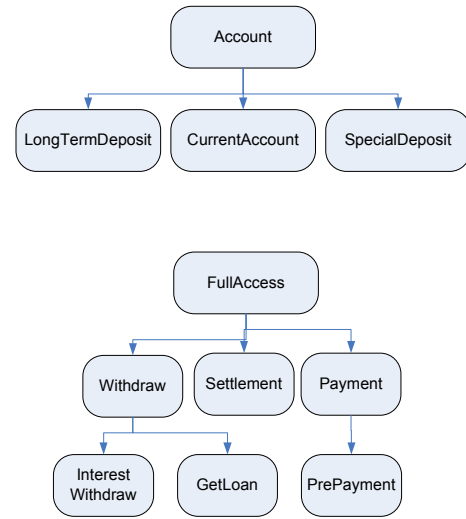 Account
LongTermDeposit
CurrentAccount
SpecialDeposit
FullAccess
Withdraw
Settlement
Payment
Interest
Withdraw
GetLoan
PrePayment